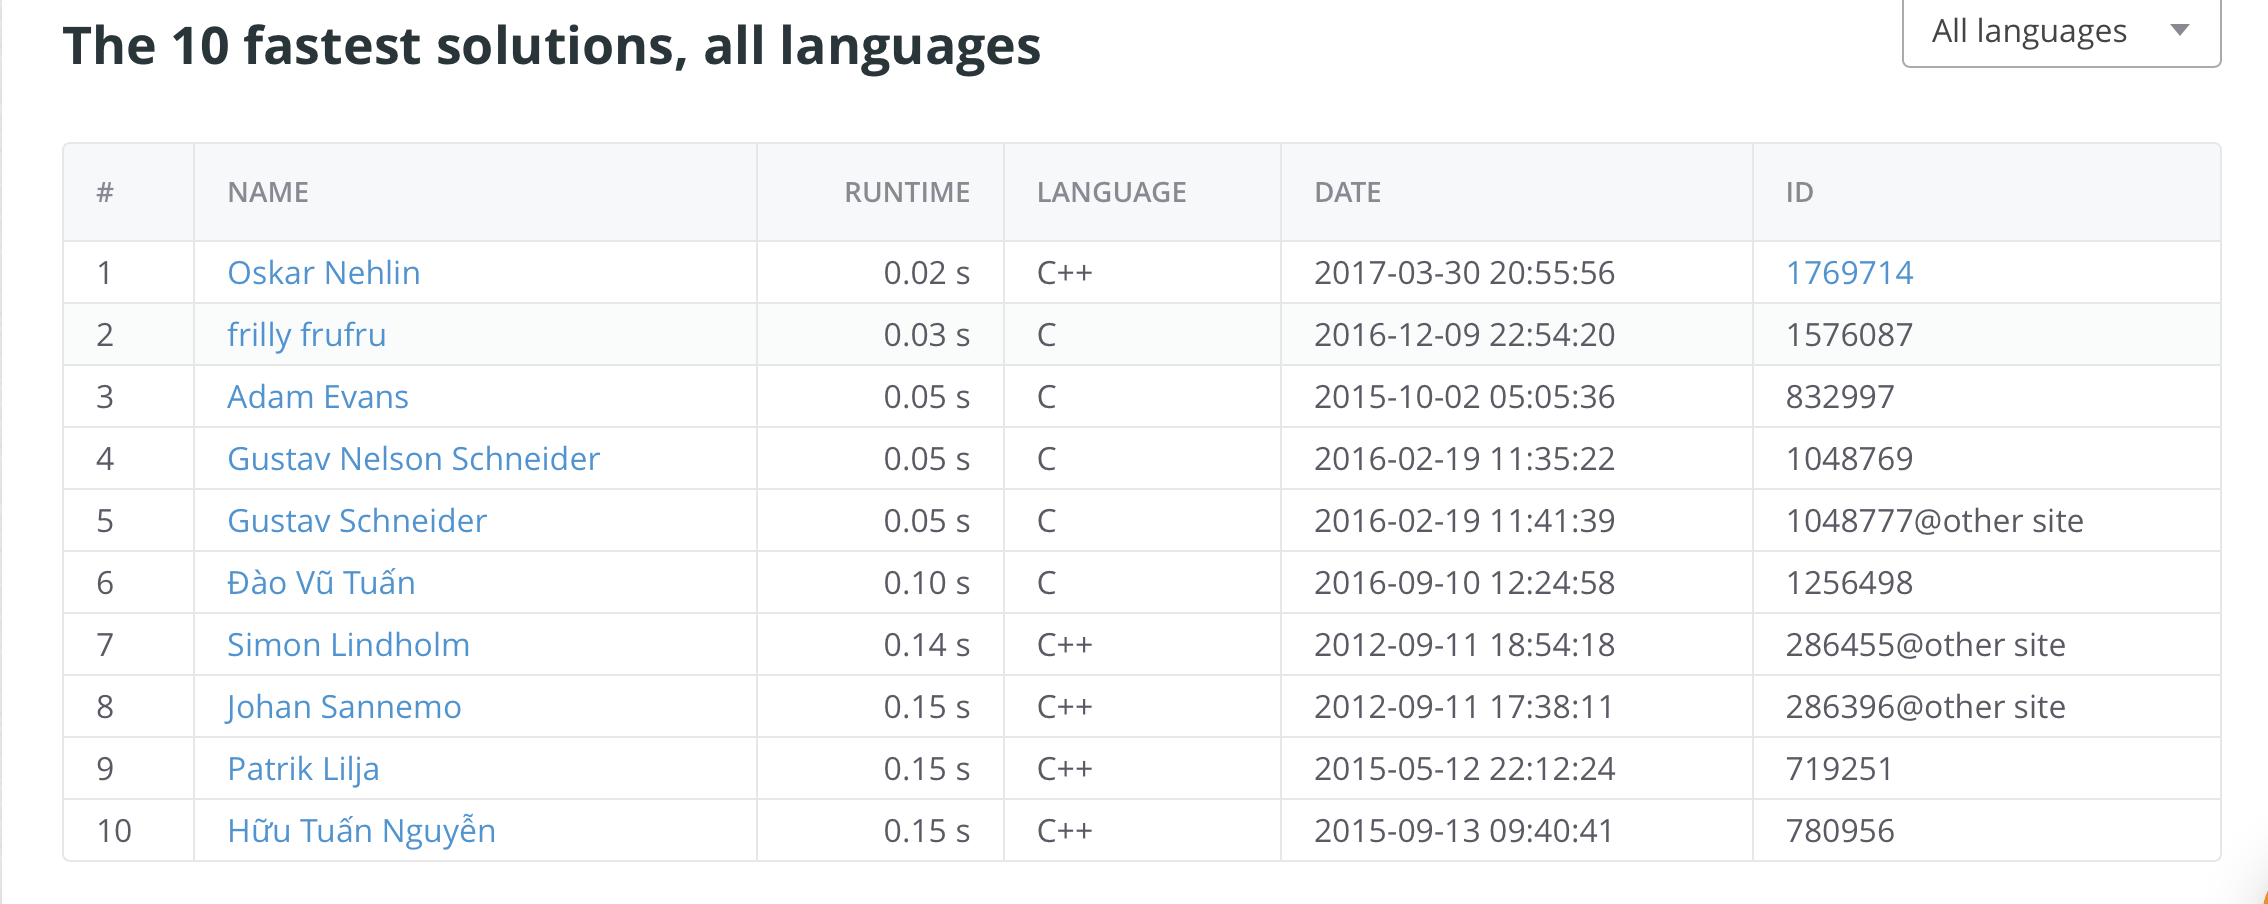 The 10 fastest solutions, all languages
All languages
# NAME RUNTIME LANGUAGE DATE ID
1 Oskar Nehlin 0.02 s C++ 2017-03-30 20:55:56 1769714
2 frilly frufru 0.03 s C 2016-12-09 22:54:20 1576087
3 Adam Evans 0.05 s C 2015-10-02 05:05:36 832997
4 Gustav Nelson Schneider 0.05 s C 2016-02-19 11:35:22 1048769
5 Gustav Schneider 0.05 s C 2016-02-19 11:41:39 1048777@other site
6 Đào Vũ Tuấn 0.10 s C 2016-09-10 12:24:58 1256498
7 Simon Lindholm 0.14 s C++ 2012-09-11 18:54:18 286455@other site
8 Johan Sannemo 0.15 s C++ 2012-09-11 17:38:11 286396@other site
9 Patrik Lilja 0.15 s C++ 2015-05-12 22:12:24 719251
10 Hữu Tuấn Nguyễn 0.15 s C++ 2015-09-13 09:40:41 780956